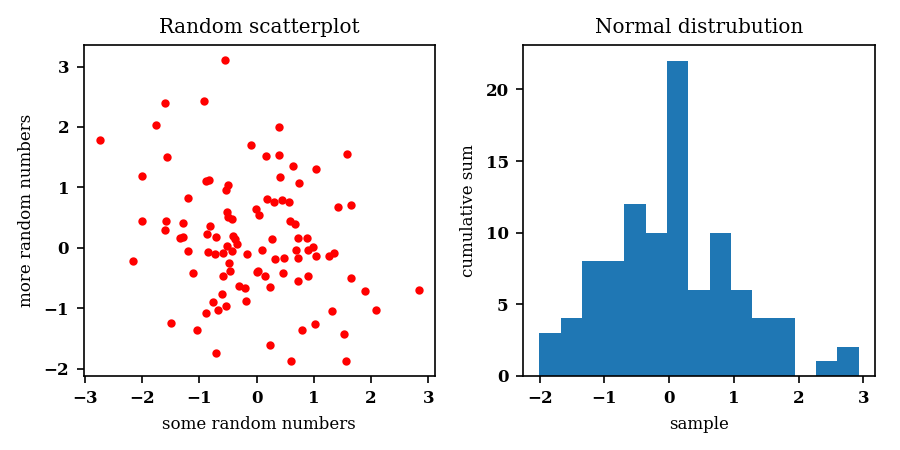 Random scatterplot
more random numbers
3
2
1
0
−1
−2
−3 −2 −1 0 1 2 3
some random numbers
Normal distrubution
cumulative sum
20
15
10
5
0
−2 −1 0 1 2 3
sample